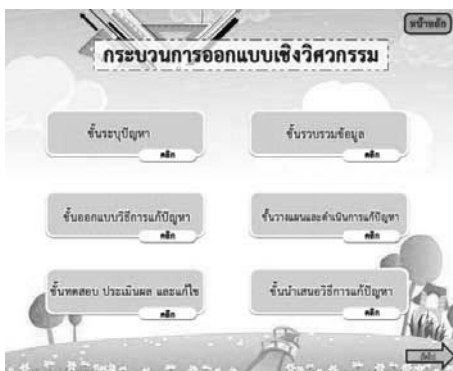 หน้าหลัก
กระบวนการออกแบบเชิงวิศวกรรม
ขั้นระบุปัญหา
คลิก
ขั้นรวบรวมข้อมูล
คลิก
ขั้นออกแบบวิธีการแก้ปัญหา
คลิก
ขั้นวางแผนและดำเนินการแก้ปัญหา
คลิก
ขั้นทดสอบ ประเมินผล และแก้ไข
คลิก
ขั้นนำเสนอวิธีการแก้ปัญหา
คลิก
ถัดไป